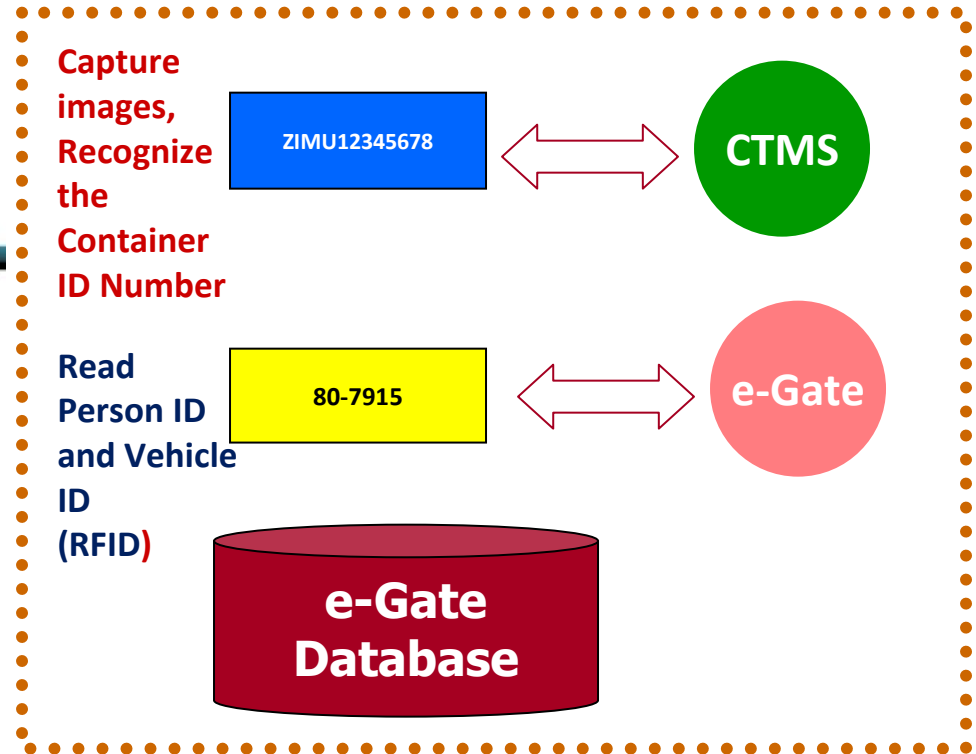 Capture
images,
Recognize
the
Container
ID Number
ZIMU12345678
CTMS
Read
Person ID
and Vehicle
ID
(RFID)
80-7915
e-Gate
e-Gate
Database